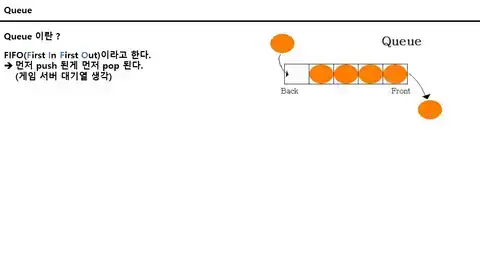 Queue
Queue 이란 ?
FIFO(First In First Out)이라고 한다.
→ 먼저 push 된게 먼저 pop 된다.
(게임 서버 대기열 생각)
Queue
Back
Front